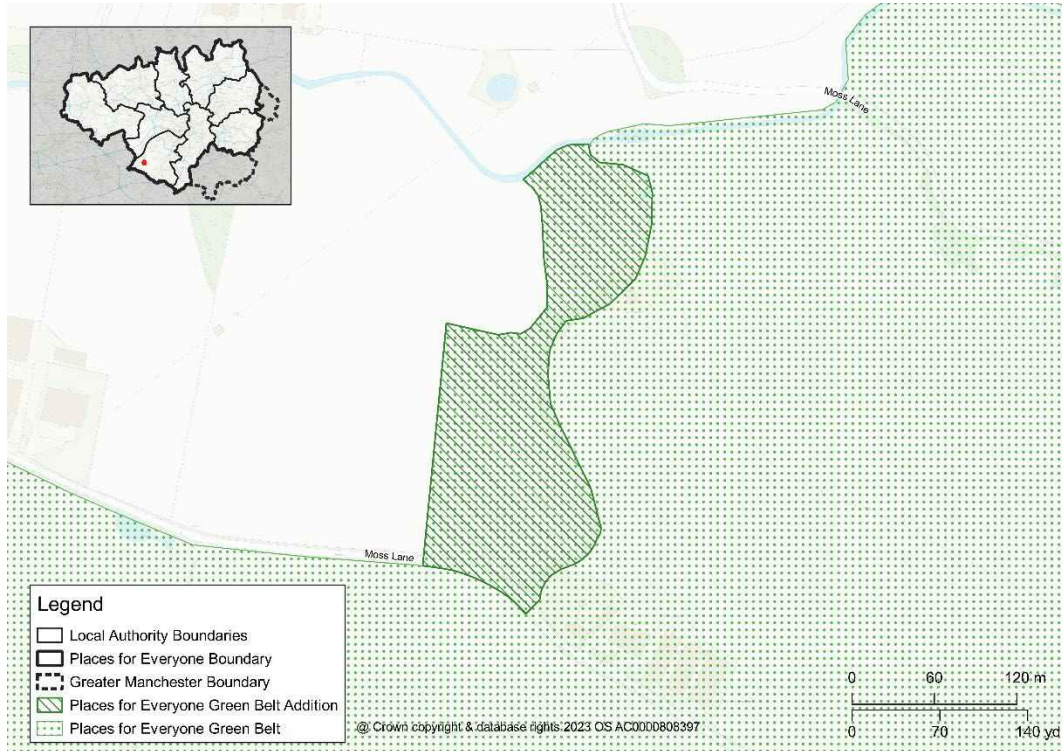 Moss Lane
Moss Lane
Legend
Local Authority Boundaries
Places for Everyone Boundary
Greater Manchester Boundary
Places for Everyone Green Belt Addition
Places for Everyone Green Belt
@ Crown copyright & database rights 2023 OS AC0000808397
0 60 120 m
0 70 140 yd